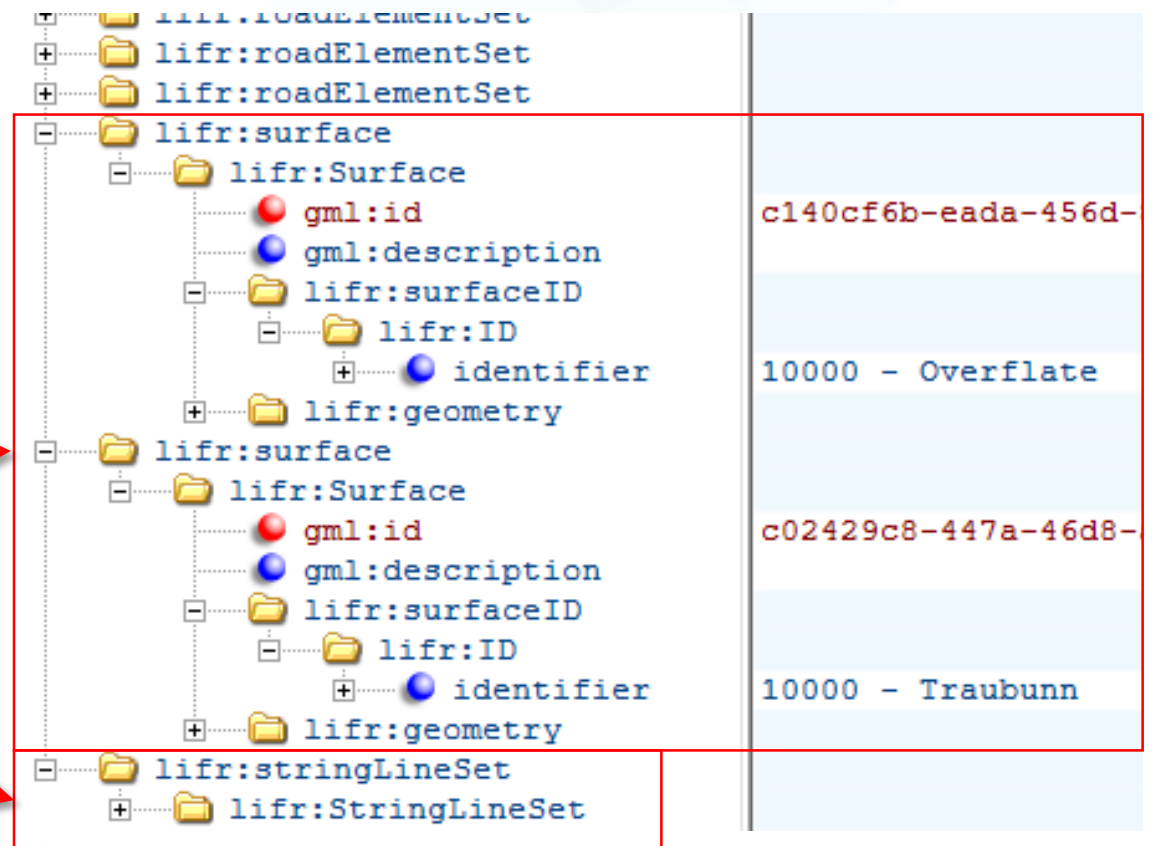 lifr:roadElementSet
lifr:roadElementSet
lifr:roadElementSet
lifr:surface
lifr:Surface
gml:id c140cf6b-eada-456d-
gml:description
lifr:surfaceID
lifr:ID
identifier 10000 - Overflate
lifr:geometry
lifr:surface
lifr:Surface
gml:id c02429c8-447a-46d8-
gml:description
lifr:surfaceID
lifr:ID
identifier 10000 - Traubunn
lifr:geometry
lifr:stringLineSet
lifr:StringLineSet